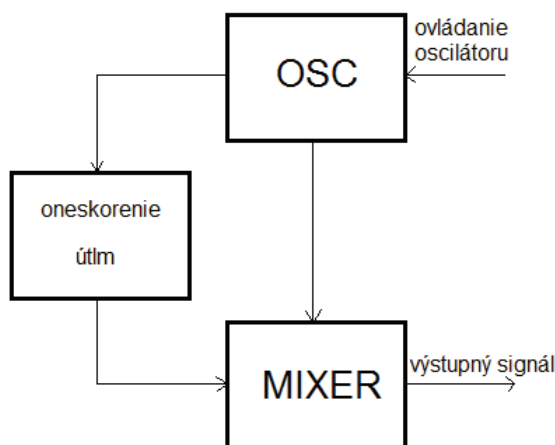 ovládanie
oscilátoru
OSC
oneskorenie
útlm
MIXER
výstupný signál